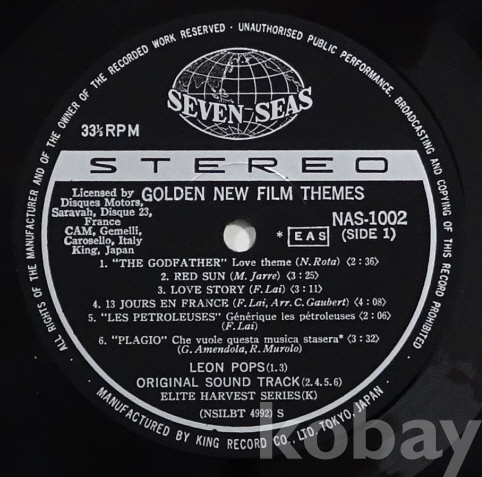 ALL RIGHTS OF THE MANUFACTURER AND OF THE OWNER OF THE RECORDED WORK RESERVED · UNAUTHORISED PUBLIC PERFORMANCE, BROADCASTING AND COPYING OF THIS RECORD PROHIBITED ·
SEVEN-SEAS
33⅓RPM
STEREO
Licensed by
Disques Motors,
Saravah, Disque 23,
France
CAM, Gemelli,
Carosello, Italy
King, Japan
GOLDEN NEW FILM THEMES
NAS-1002
* EAS (SIDE 1)
1. "THE GODFATHER" Love theme (N. Rota) (2:36)
2. RED SUN (M. Jarre) (3:25)
3. LOVE STORY (F. Lai) (3:11)
4. 13 JOURS EN FRANCE (F. Lai, Arr. C. Gaubert) (4:08)
5. "LES PETROLEUSES" Générique les pétroleuses (2:06)
(F. Lai)
6. "PLAGIO" Che vuole questa musica stasera* (3:32)
(G. Amendola, R. Murolo)
LEON POPS(1.3)
ORIGINAL SOUND TRACK(2.4.5.6)
ELITE HARVEST SERIES(K)
(NSILBT 4992) S
MANUFACTURED BY KING RECORD CO., LTD. TOKYO, JAPAN
kobay